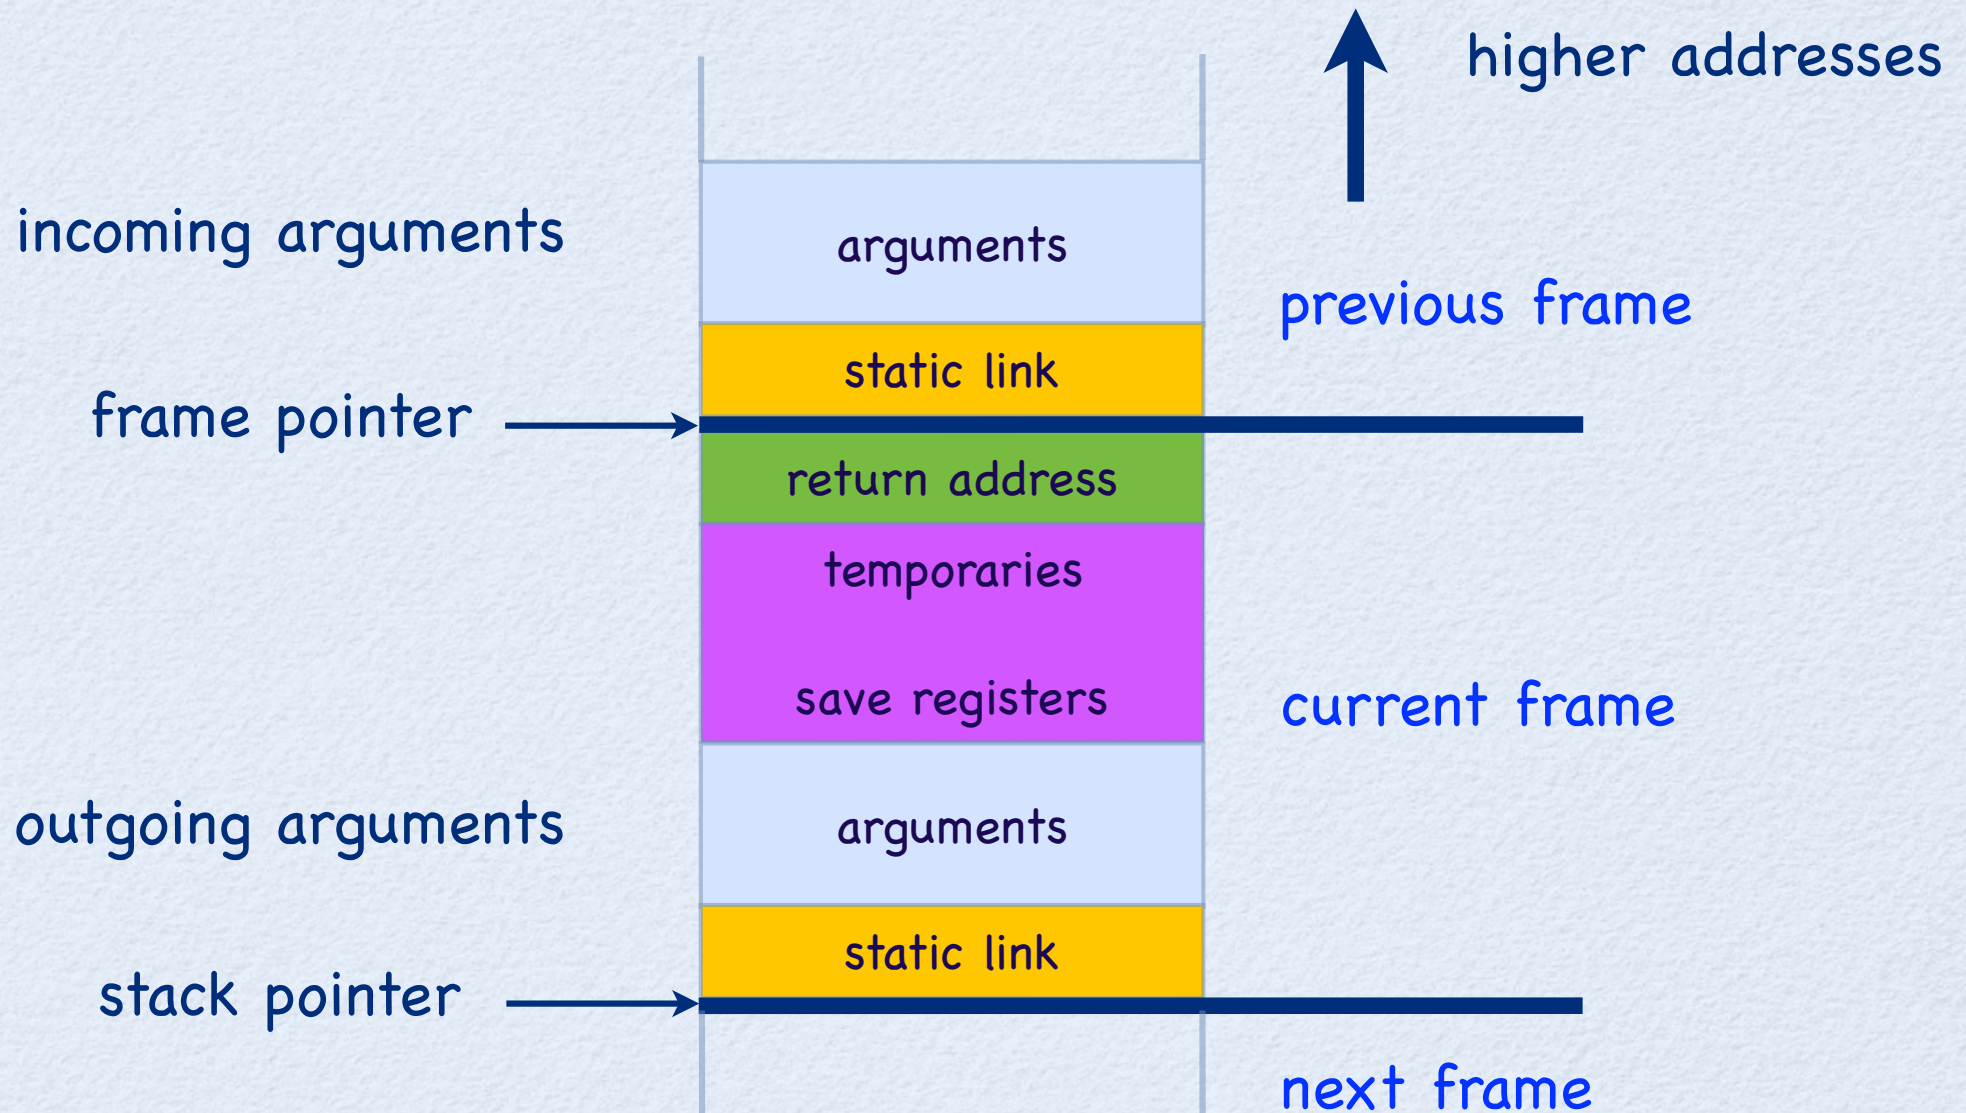 higher addresses
incoming arguments
arguments
previous frame
static link
frame pointer
return address
temporaries
save registers
current frame
outgoing arguments
arguments
static link
stack pointer
next frame